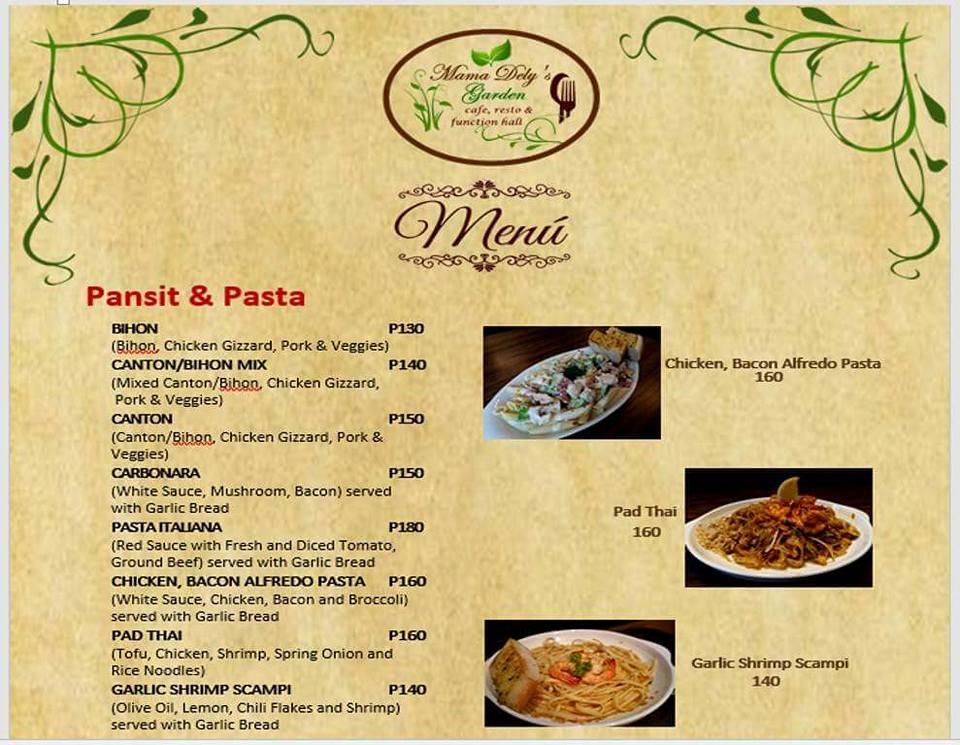 Mama Dely's
Garden
cafe, resto &
function hall
Menú
Pansit & Pasta
BIHON P130
(Bihon, Chicken Gizzard, Pork & Veggies)
CANTON/BIHON MIX P140
(Mixed Canton/Bihon, Chicken Gizzard,
Pork & Veggies)
CANTON P150
(Canton/Bihon, Chicken Gizzard, Pork &
Veggies)
CARBONARA P150
(White Sauce, Mushroom, Bacon) served
with Garlic Bread
PASTA ITALIANA P180
(Red Sauce with Fresh and Diced Tomato,
Ground Beef) served with Garlic Bread
CHICKEN, BACON ALFREDO PASTA P160
(White Sauce, Chicken, Bacon and Broccoli)
served with Garlic Bread
PAD THAI P160
(Tofu, Chicken, Shrimp, Spring Onion and
Rice Noodles)
GARLIC SHRIMP SCAMPI P140
(Olive Oil, Lemon, Chili Flakes and Shrimp)
served with Garlic Bread
Chicken, Bacon Alfredo Pasta
160
Pad Thai
160
Garlic Shrimp Scampi
140